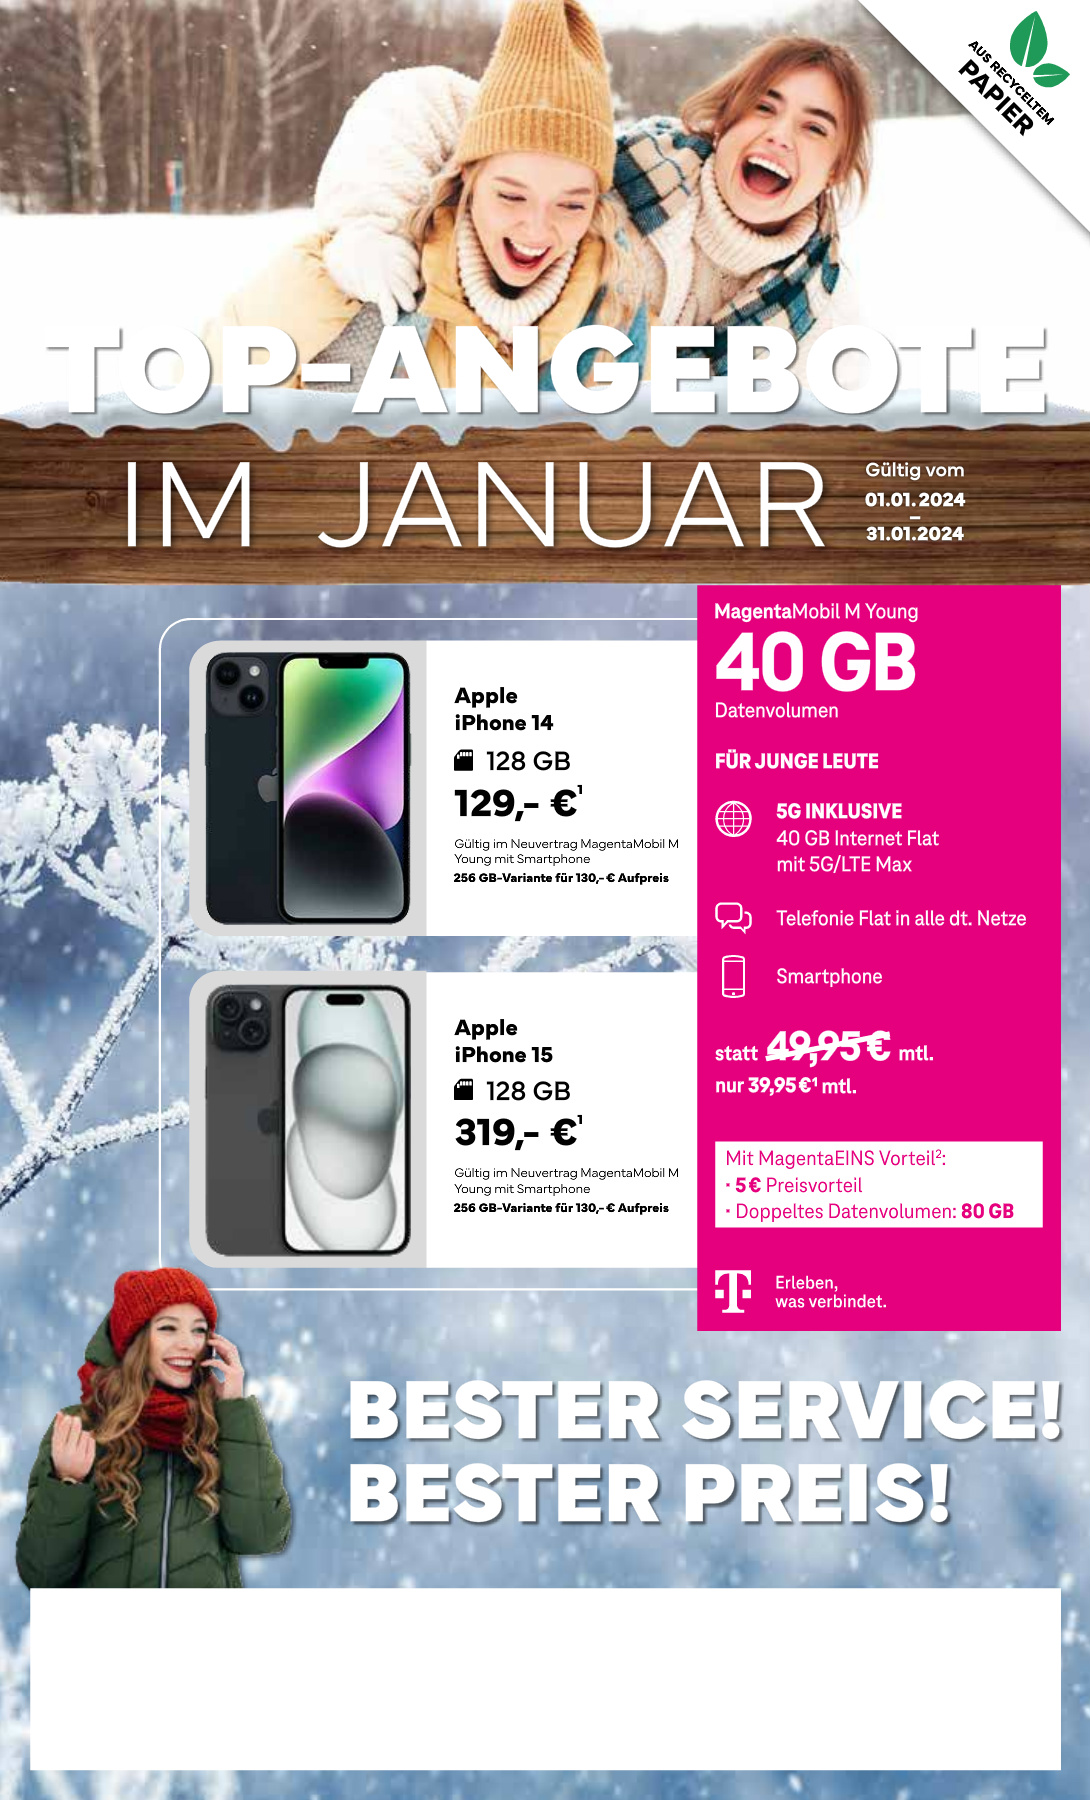 AUS RECYCELTEM
PAPIER
TOP-ANGEBOTE
IM JANUAR
Gültig vom
01.01.2024
–
31.01.2024
Apple
iPhone 14
128 GB
129,- €¹
Gültig im Neuvertrag MagentaMobil M
Young mit Smartphone
256 GB-Variante für 130,- € Aufpreis
Apple
iPhone 15
128 GB
319,- €¹
Gültig im Neuvertrag MagentaMobil M
Young mit Smartphone
256 GB-Variante für 130,- € Aufpreis
MagentaMobil M Young
40 GB
Datenvolumen
FÜR JUNGE LEUTE
5G INKLUSIVE
40 GB Internet Flat
mit 5G/LTE Max
Telefonie Flat in alle dt. Netze
Smartphone
statt 49,95 € mtl.
nur 39,95 €¹ mtl.
Mit MagentaEINS Vorteil²:
· 5 € Preisvorteil
· Doppeltes Datenvolumen: 80 GB
T
Erleben,
was verbindet.
BESTER SERVICE!
BESTER PREIS!